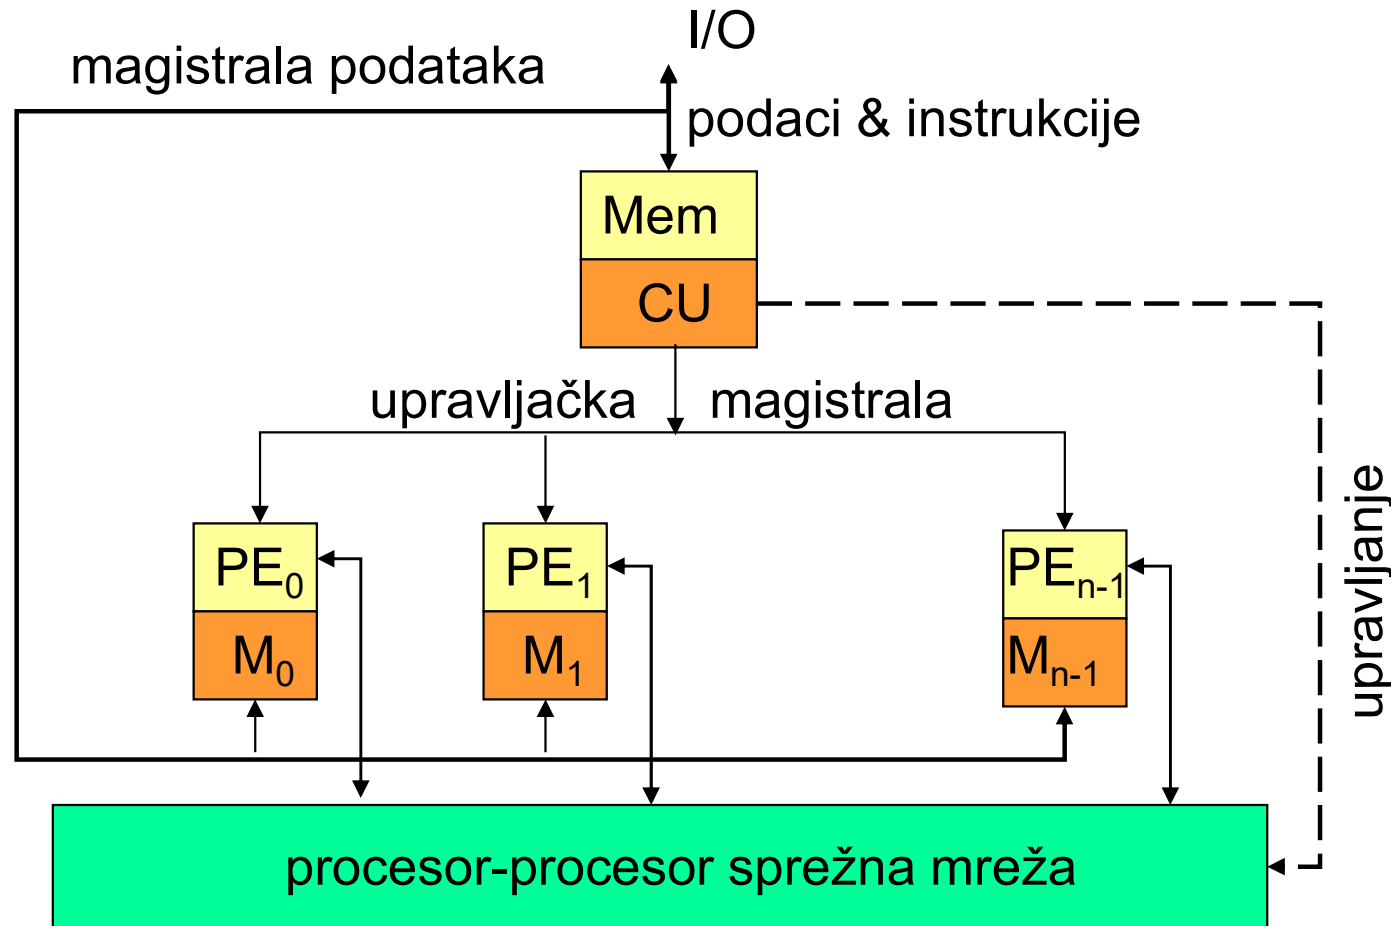 I/O
magistrala podataka
podaci & instrukcije
Mem
CU
upravljačka magistrala
upravljanje
PE0
PE1
PEn-1
M0
M1
Mn-1
procesor-procesor sprežna mreža